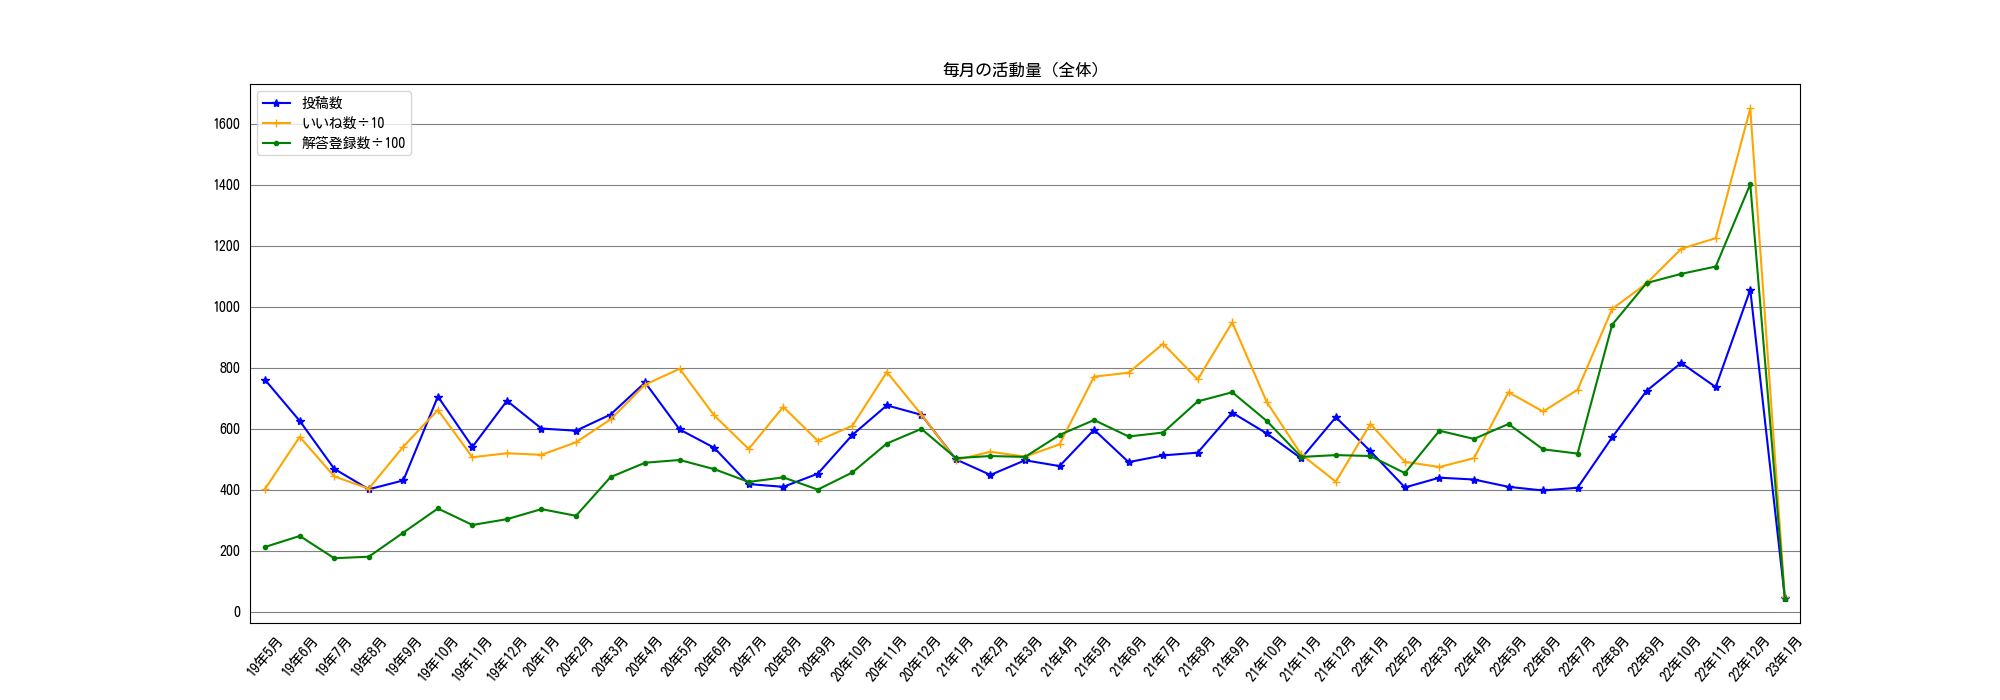 毎月の活動量（全体）
投稿数
いいね数÷10
解答登録数÷100
1600
1400
1200
1000
800
600
400
200
0
19年5月
19年6月
19年7月
19年8月
19年9月
19年10月
19年11月
19年12月
20年1月
20年2月
20年3月
20年4月
20年5月
20年6月
20年7月
20年8月
20年9月
20年10月
20年11月
20年12月
21年1月
21年2月
21年3月
21年4月
21年5月
21年6月
21年7月
21年8月
21年9月
21年10月
21年11月
21年12月
22年1月
22年2月
22年3月
22年4月
22年5月
22年6月
22年7月
22年8月
22年9月
22年10月
22年11月
22年12月
23年1月